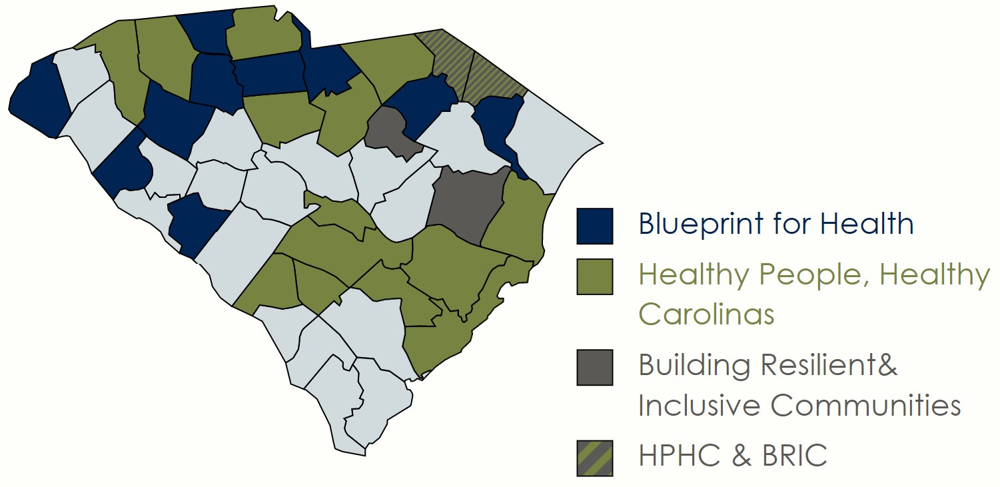 Blueprint for Health
Healthy People, Healthy
Carolinas
Building Resilient&
Inclusive Communities
HPHC & BRIC